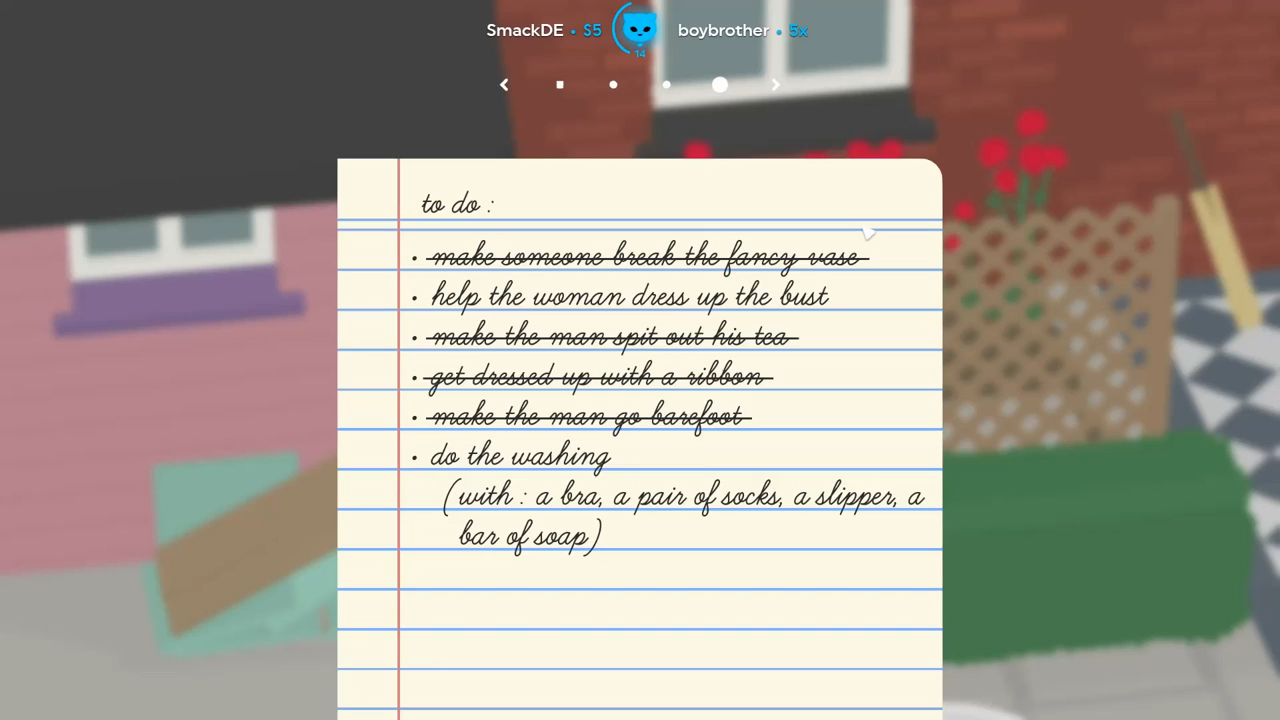 SmackDE • $5 boybrother • 5x
14
to do :
• make someone break the fancy vase
• help the woman dress up the bust
• make the man spit out his tea
• get dressed up with a ribbon
• make the man go barefoot
• do the washing
(with : a bra, a pair of socks, a slipper, a
bar of soap)